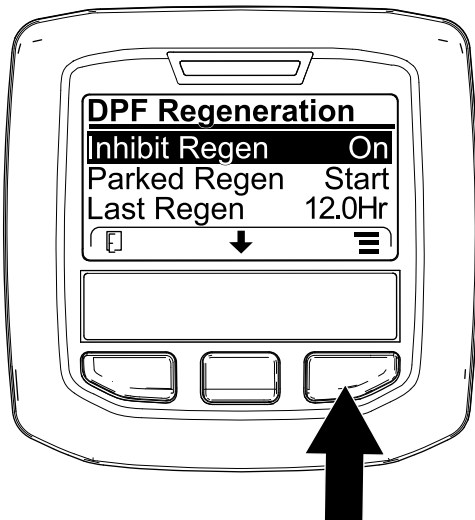 DPF Regeneration
Inhibit Regen On
Parked Regen Start
Last Regen 12.0Hr